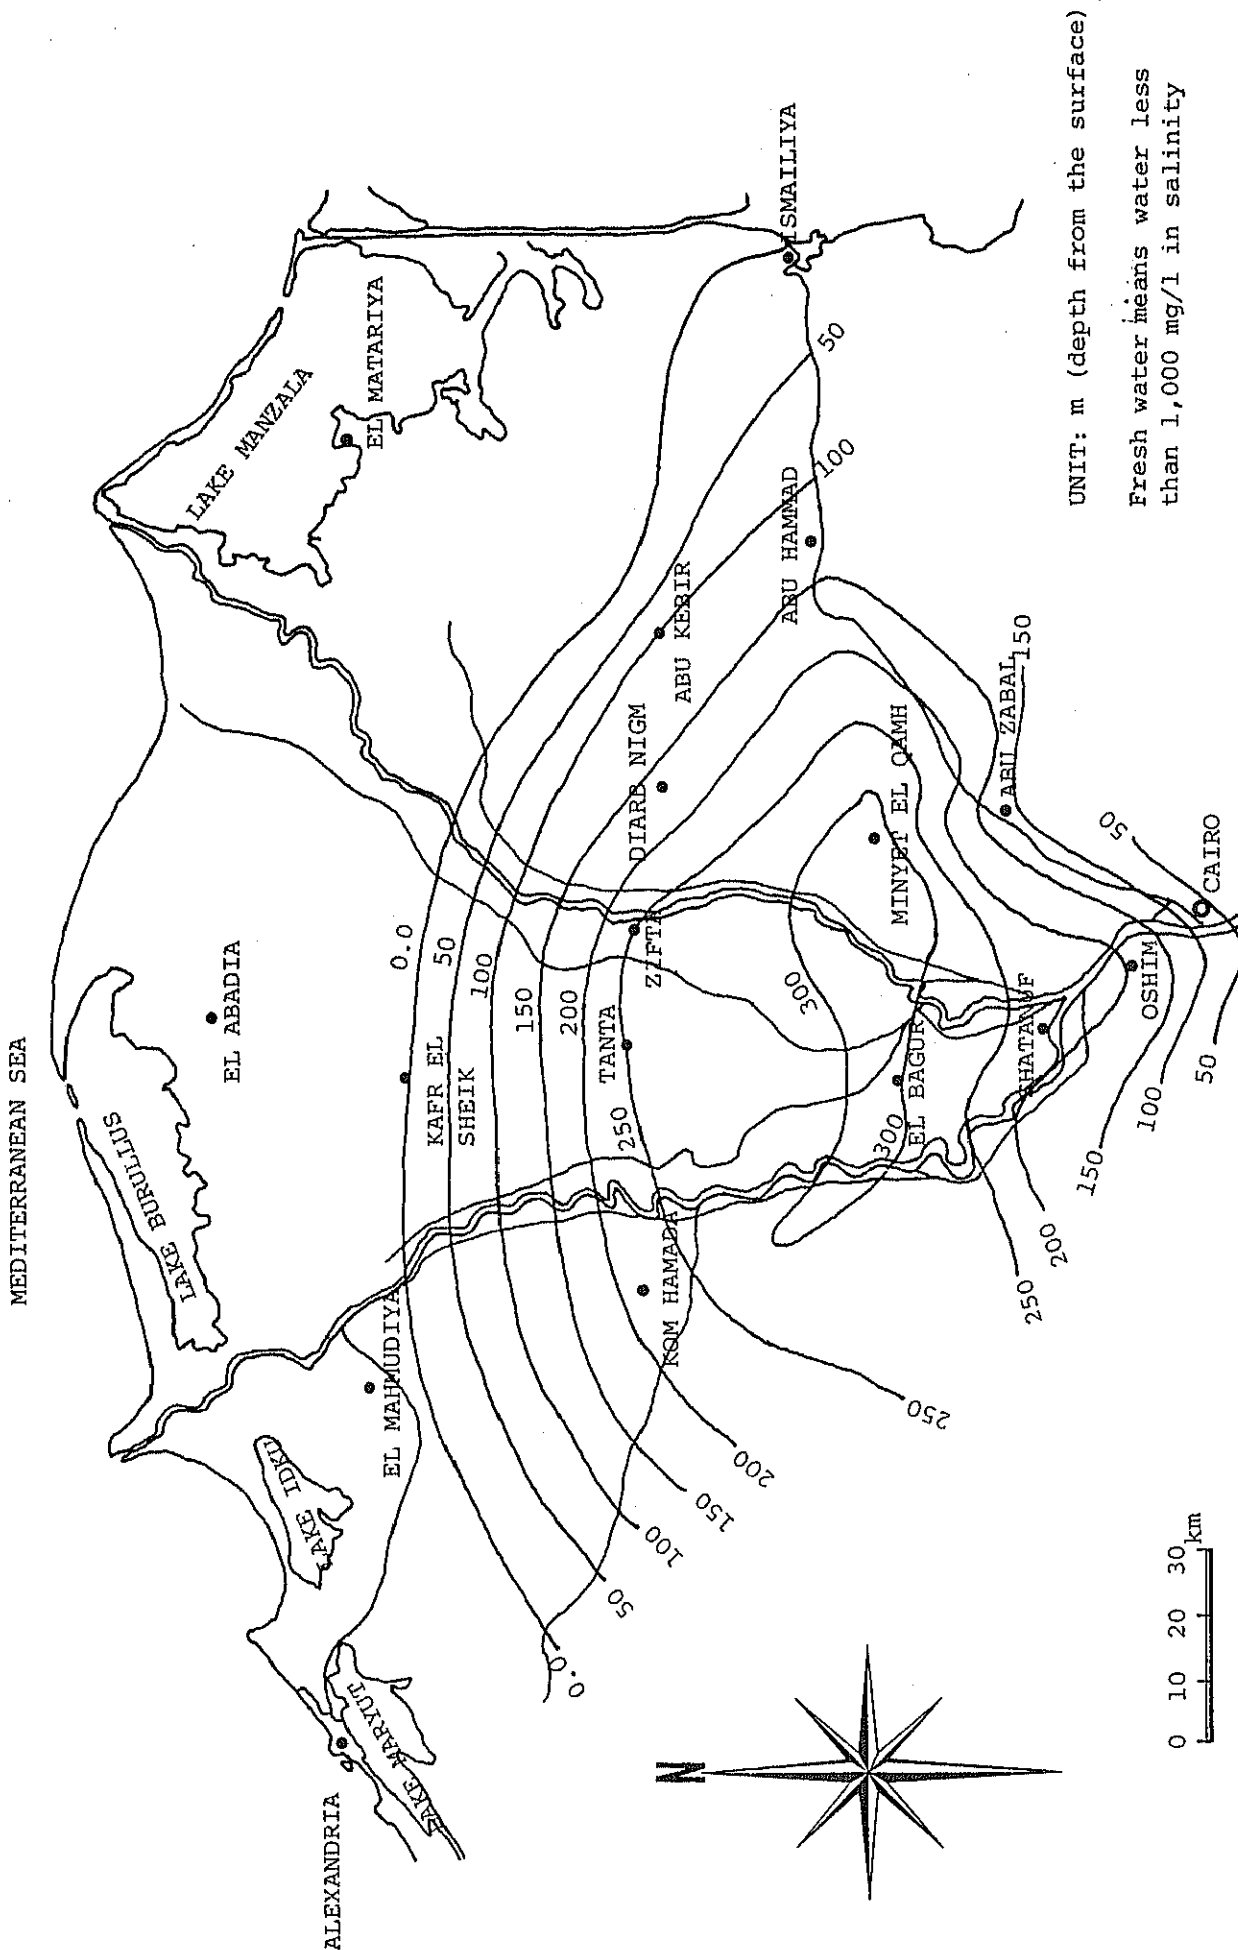 MEDITERRANEAN SEA
ALEXANDRIA
LAKE MARYUT
LAKE IDKU
LAKE BURULLUS
EL ABADIA
LAKE MANZALA
EL MATARIYA
EL MAHMUDIYA
KAFR EL
SHEIK
0.0
50
100
150
200
250
TANTA
ZIFTA
DIARB NIGM
ABU KEBIR
ABU HAMMAD
ISMAILIYA
50
100
KOM HAMADA
0.0
50
100
150
200
250
300
300
EL BAGUR
MINYET EL QAMH
SHATANUF
ABU ZABAL
150
50
OSHIM
CAIRO
250
200
150
100
50
N
0 10 20 30 km
UNIT: m (depth from the surface)
Fresh water means water less
than 1,000 mg/l in salinity